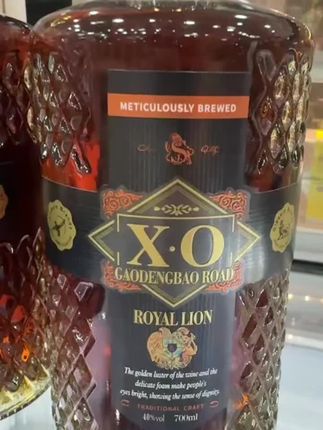 METICULOUSLY BREWED
X·O
GAODENGBAO ROAD
ROYAL LION
The golden luster of the wine and the
delicate foam make people's
eyes bright, showing the sense of dignity.
TRADITIONAL CRAFT
40%vol 700ml